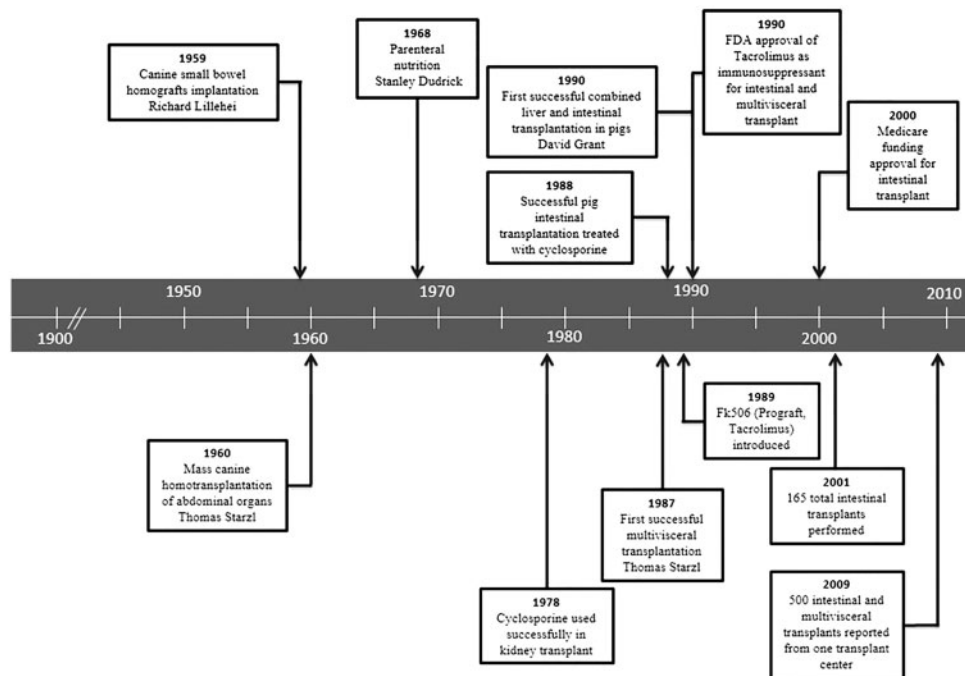 1959
Canine small bowel
homografts implantation
Richard Lillehei
1968
Parenteral
nutrition
Stanley Dudrick
1990
First successful combined
liver and intestinal
transplantation in pigs
David Grant
1990
FDA approval of
Tacrolimus as
immunosuppressant
for intestinal and
multivisceral
transplant
1988
Successful pig
intestinal
transplantation treated
with cyclosporine
2000
Medicare
funding
approval for
intestinal
transplant
1950
1970
1990
2010
1900
1960
1980
2000
1960
Mass canine
homotransplantation
of abdominal organs
Thomas Starzl
1978
Cyclosporine used
successfully in
kidney transplant
1987
First successful
multivisceral
transplantation
Thomas Starzl
1989
Fk506 (Prograft,
Tacrolimus)
introduced
2001
165 total intestinal
transplants
performed
2009
500 intestinal and
multivisceral
transplants reported
from one transplant
center